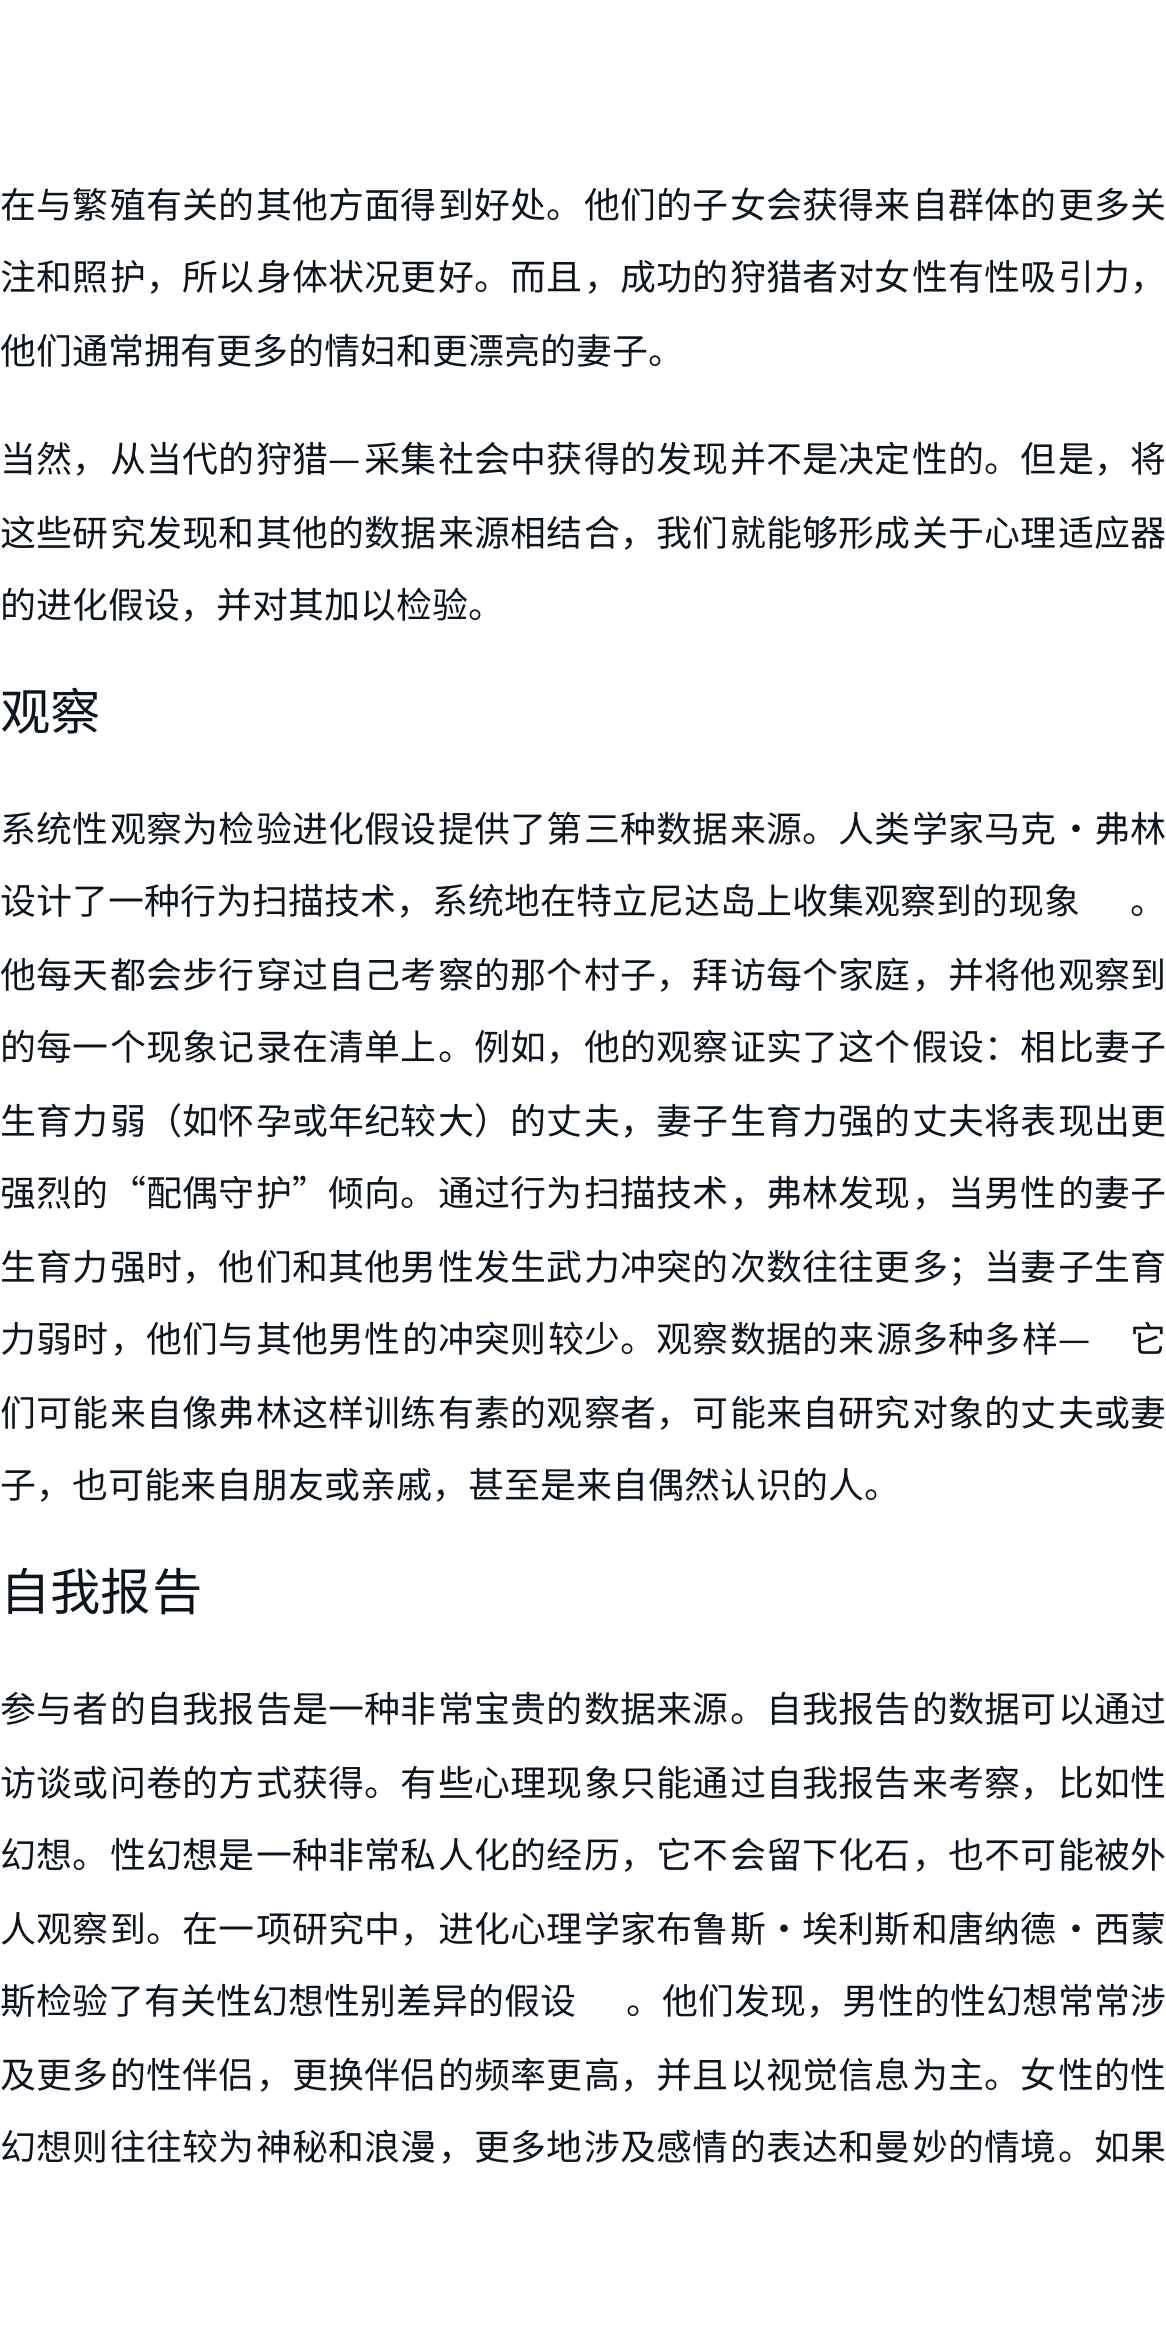 在与繁殖有关的其他方面得到好处。他们的子女会获得来自群体的更多关
注和照护，所以身体状况更好。而且，成功的狩猎者对女性有性吸引力，
他们通常拥有更多的情妇和更漂亮的妻子。
当然，从当代的狩猎—采集社会中获得的发现并不是决定性的。但是，将
这些研究发现和其他的数据来源相结合，我们就能够形成关于心理适应器
的进化假设，并对其加以检验。
观察
系统性观察为检验进化假设提供了第三种数据来源。人类学家马克·弗林
设计了一种行为扫描技术，系统地在特立尼达岛上收集观察到的现象 。
他每天都会步行穿过自己考察的那个村子，拜访每个家庭，并将他观察到
的每一个现象记录在清单上。例如，他的观察证实了这个假设：相比妻子
生育力弱（如怀孕或年纪较大）的丈夫，妻子生育力强的丈夫将表现出更
强烈的“配偶守护”倾向。通过行为扫描技术，弗林发现，当男性的妻子
生育力强时，他们和其他男性发生武力冲突的次数往往更多；当妻子生育
力弱时，他们与其他男性的冲突则较少。观察数据的来源多种多样— 它
们可能来自像弗林这样训练有素的观察者，可能来自研究对象的丈夫或妻
子，也可能来自朋友或亲戚，甚至是来自偶然认识的人。
自我报告
参与者的自我报告是一种非常宝贵的数据来源。自我报告的数据可以通过
访谈或问卷的方式获得。有些心理现象只能通过自我报告来考察，比如性
幻想。性幻想是一种非常私人化的经历，它不会留下化石，也不可能被外
人观察到。在一项研究中，进化心理学家布鲁斯·埃利斯和唐纳德·西蒙
斯检验了有关性幻想性别差异的假设 。他们发现，男性的性幻想常常涉
及更多的性伴侣，更换伴侣的频率更高，并且以视觉信息为主。女性的性
幻想则往往较为神秘和浪漫，更多地涉及感情的表达和曼妙的情境。如果